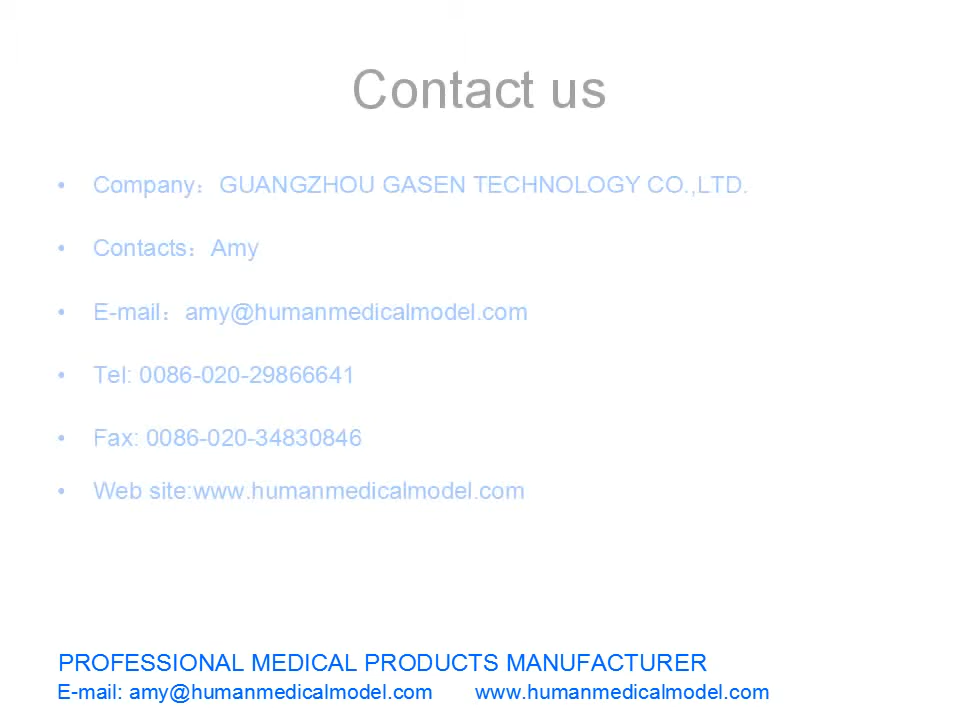 Contact us
• Company：GUANGZHOU GASEN TECHNOLOGY CO.,LTD.
• Contacts：Amy
• E-mail：amy@humanmedicalmodel.com
• Tel: 0086-020-29866641
• Fax: 0086-020-34830846
• Web site:www.humanmedicalmodel.com
PROFESSIONAL MEDICAL PRODUCTS MANUFACTURER
E-mail: amy@humanmedicalmodel.com www.humanmedicalmodel.com